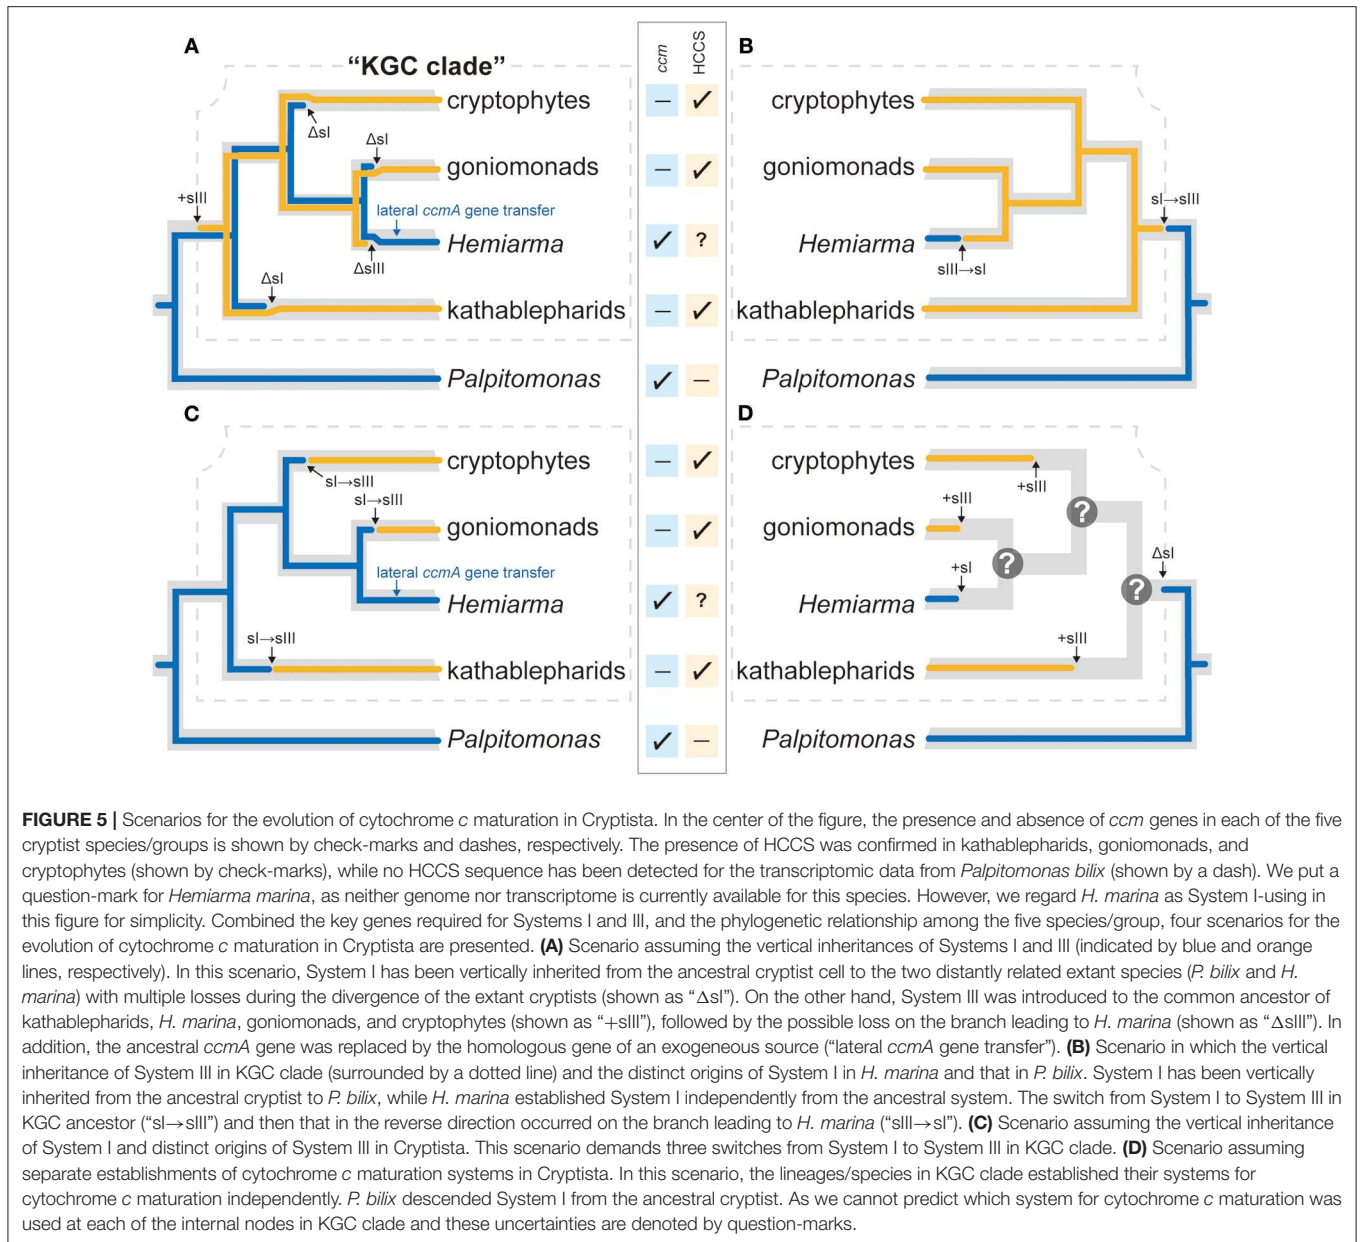 A
"KGC clade"
cryptophytes
ΔsI
ΔsI
goniomonads
+sIII
lateral ccmA gene transfer
Hemiarma
ΔsIII
ΔsI
kathablepharids
Palpitomonas
ccm
HCCS
– ✓
– ✓
✓ ?
– ✓
✓ –
B
cryptophytes
goniomonads
sI→sIII
Hemiarma
sIII→sI
kathablepharids
Palpitomonas
C
cryptophytes
sI→sIII
sI→sIII
goniomonads
lateral ccmA gene transfer
Hemiarma
sI→sIII
kathablepharids
Palpitomonas
– ✓
– ✓
✓ ?
– ✓
✓ –
D
cryptophytes
+sIII
+sIII
?
goniomonads
ΔsI
+sI
?
?
Hemiarma
+sIII
kathablepharids
Palpitomonas
FIGURE 5 | Scenarios for the evolution of cytochrome c maturation in Cryptista. In the center of the figure, the presence and absence of ccm genes in each of the five
cryptist species/groups is shown by check-marks and dashes, respectively. The presence of HCCS was confirmed in kathablepharids, goniomonads, and
cryptophytes (shown by check-marks), while no HCCS sequence has been detected for the transcriptomic data from Palpitomonas bilix (shown by a dash). We put a
question-mark for Hemiarma marina, as neither genome nor transcriptome is currently available for this species. However, we regard H. marina as System I-using in
this figure for simplicity. Combined the key genes required for Systems I and III, and the phylogenetic relationship among the five species/group, four scenarios for the
evolution of cytochrome c maturation in Cryptista are presented. (A) Scenario assuming the vertical inheritances of Systems I and III (indicated by blue and orange
lines, respectively). In this scenario, System I has been vertically inherited from the ancestral cryptist cell to the two distantly related extant species (P. bilix and H.
marina) with multiple losses during the divergence of the extant cryptists (shown as "ΔsI"). On the other hand, System III was introduced to the common ancestor of
kathablepharids, H. marina, goniomonads, and cryptophytes (shown as "+sIII"), followed by the possible loss on the branch leading to H. marina (shown as "ΔsIII"). In
addition, the ancestral ccmA gene was replaced by the homologous gene of an exogeneous source ("lateral ccmA gene transfer"). (B) Scenario in which the vertical
inheritance of System III in KGC clade (surrounded by a dotted line) and the distinct origins of System I in H. marina and that in P. bilix. System I has been vertically
inherited from the ancestral cryptist to P. bilix, while H. marina established System I independently from the ancestral system. The switch from System I to System III in
KGC ancestor ("sI→sIII") and then that in the reverse direction occurred on the branch leading to H. marina ("sIII→sI"). (C) Scenario assuming the vertical inheritance
of System I and distinct origins of System III in Cryptista. This scenario demands three switches from System I to System III in KGC clade. (D) Scenario assuming
separate establishments of cytochrome c maturation systems in Cryptista. In this scenario, the lineages/species in KGC clade established their systems for
cytochrome c maturation independently. P. bilix descended System I from the ancestral cryptist. As we cannot predict which system for cytochrome c maturation was
used at each of the internal nodes in KGC clade and these uncertainties are denoted by question-marks.